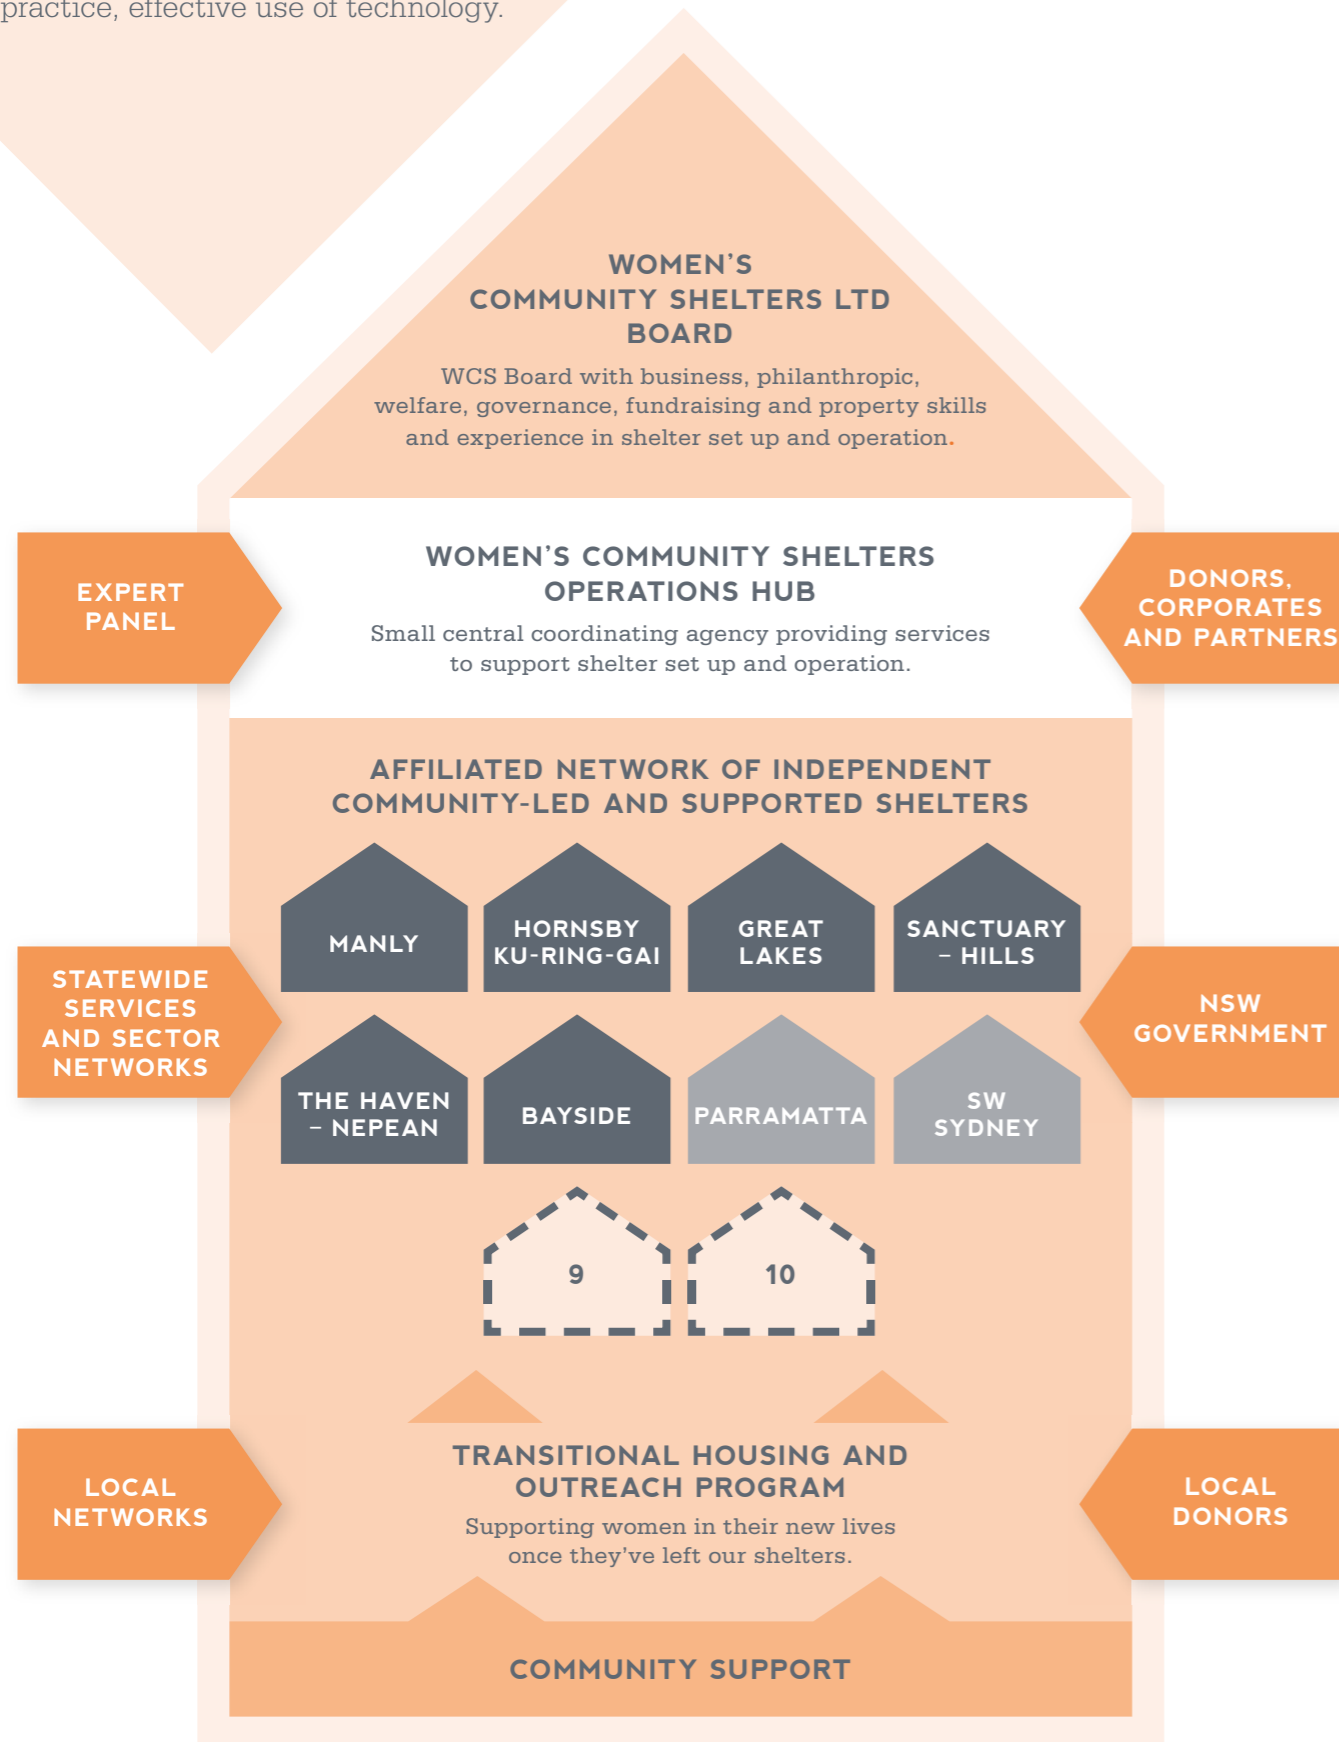 practice, effective use of technology.
WOMEN'S
COMMUNITY SHELTERS LTD
BOARD
WCS Board with business, philanthropic,
welfare, governance, fundraising and property skills
and experience in shelter set up and operation.
EXPERT
PANEL
WOMEN'S COMMUNITY SHELTERS
OPERATIONS HUB
Small central coordinating agency providing services
to support shelter set up and operation.
DONORS,
CORPORATES
AND PARTNERS
AFFILIATED NETWORK OF INDEPENDENT
COMMUNITY-LED AND SUPPORTED SHELTERS
MANLY
HORNSBY
KU-RING-GAI
GREAT
LAKES
SANCTUARY
– HILLS
STATEWIDE
SERVICES
AND SECTOR
NETWORKS
NSW
GOVERNMENT
THE HAVEN
– NEPEAN
BAYSIDE
PARRAMATTA
SW
SYDNEY
9
10
LOCAL
NETWORKS
TRANSITIONAL HOUSING AND
OUTREACH PROGRAM
Supporting women in their new lives
once they've left our shelters.
LOCAL
DONORS
COMMUNITY SUPPORT